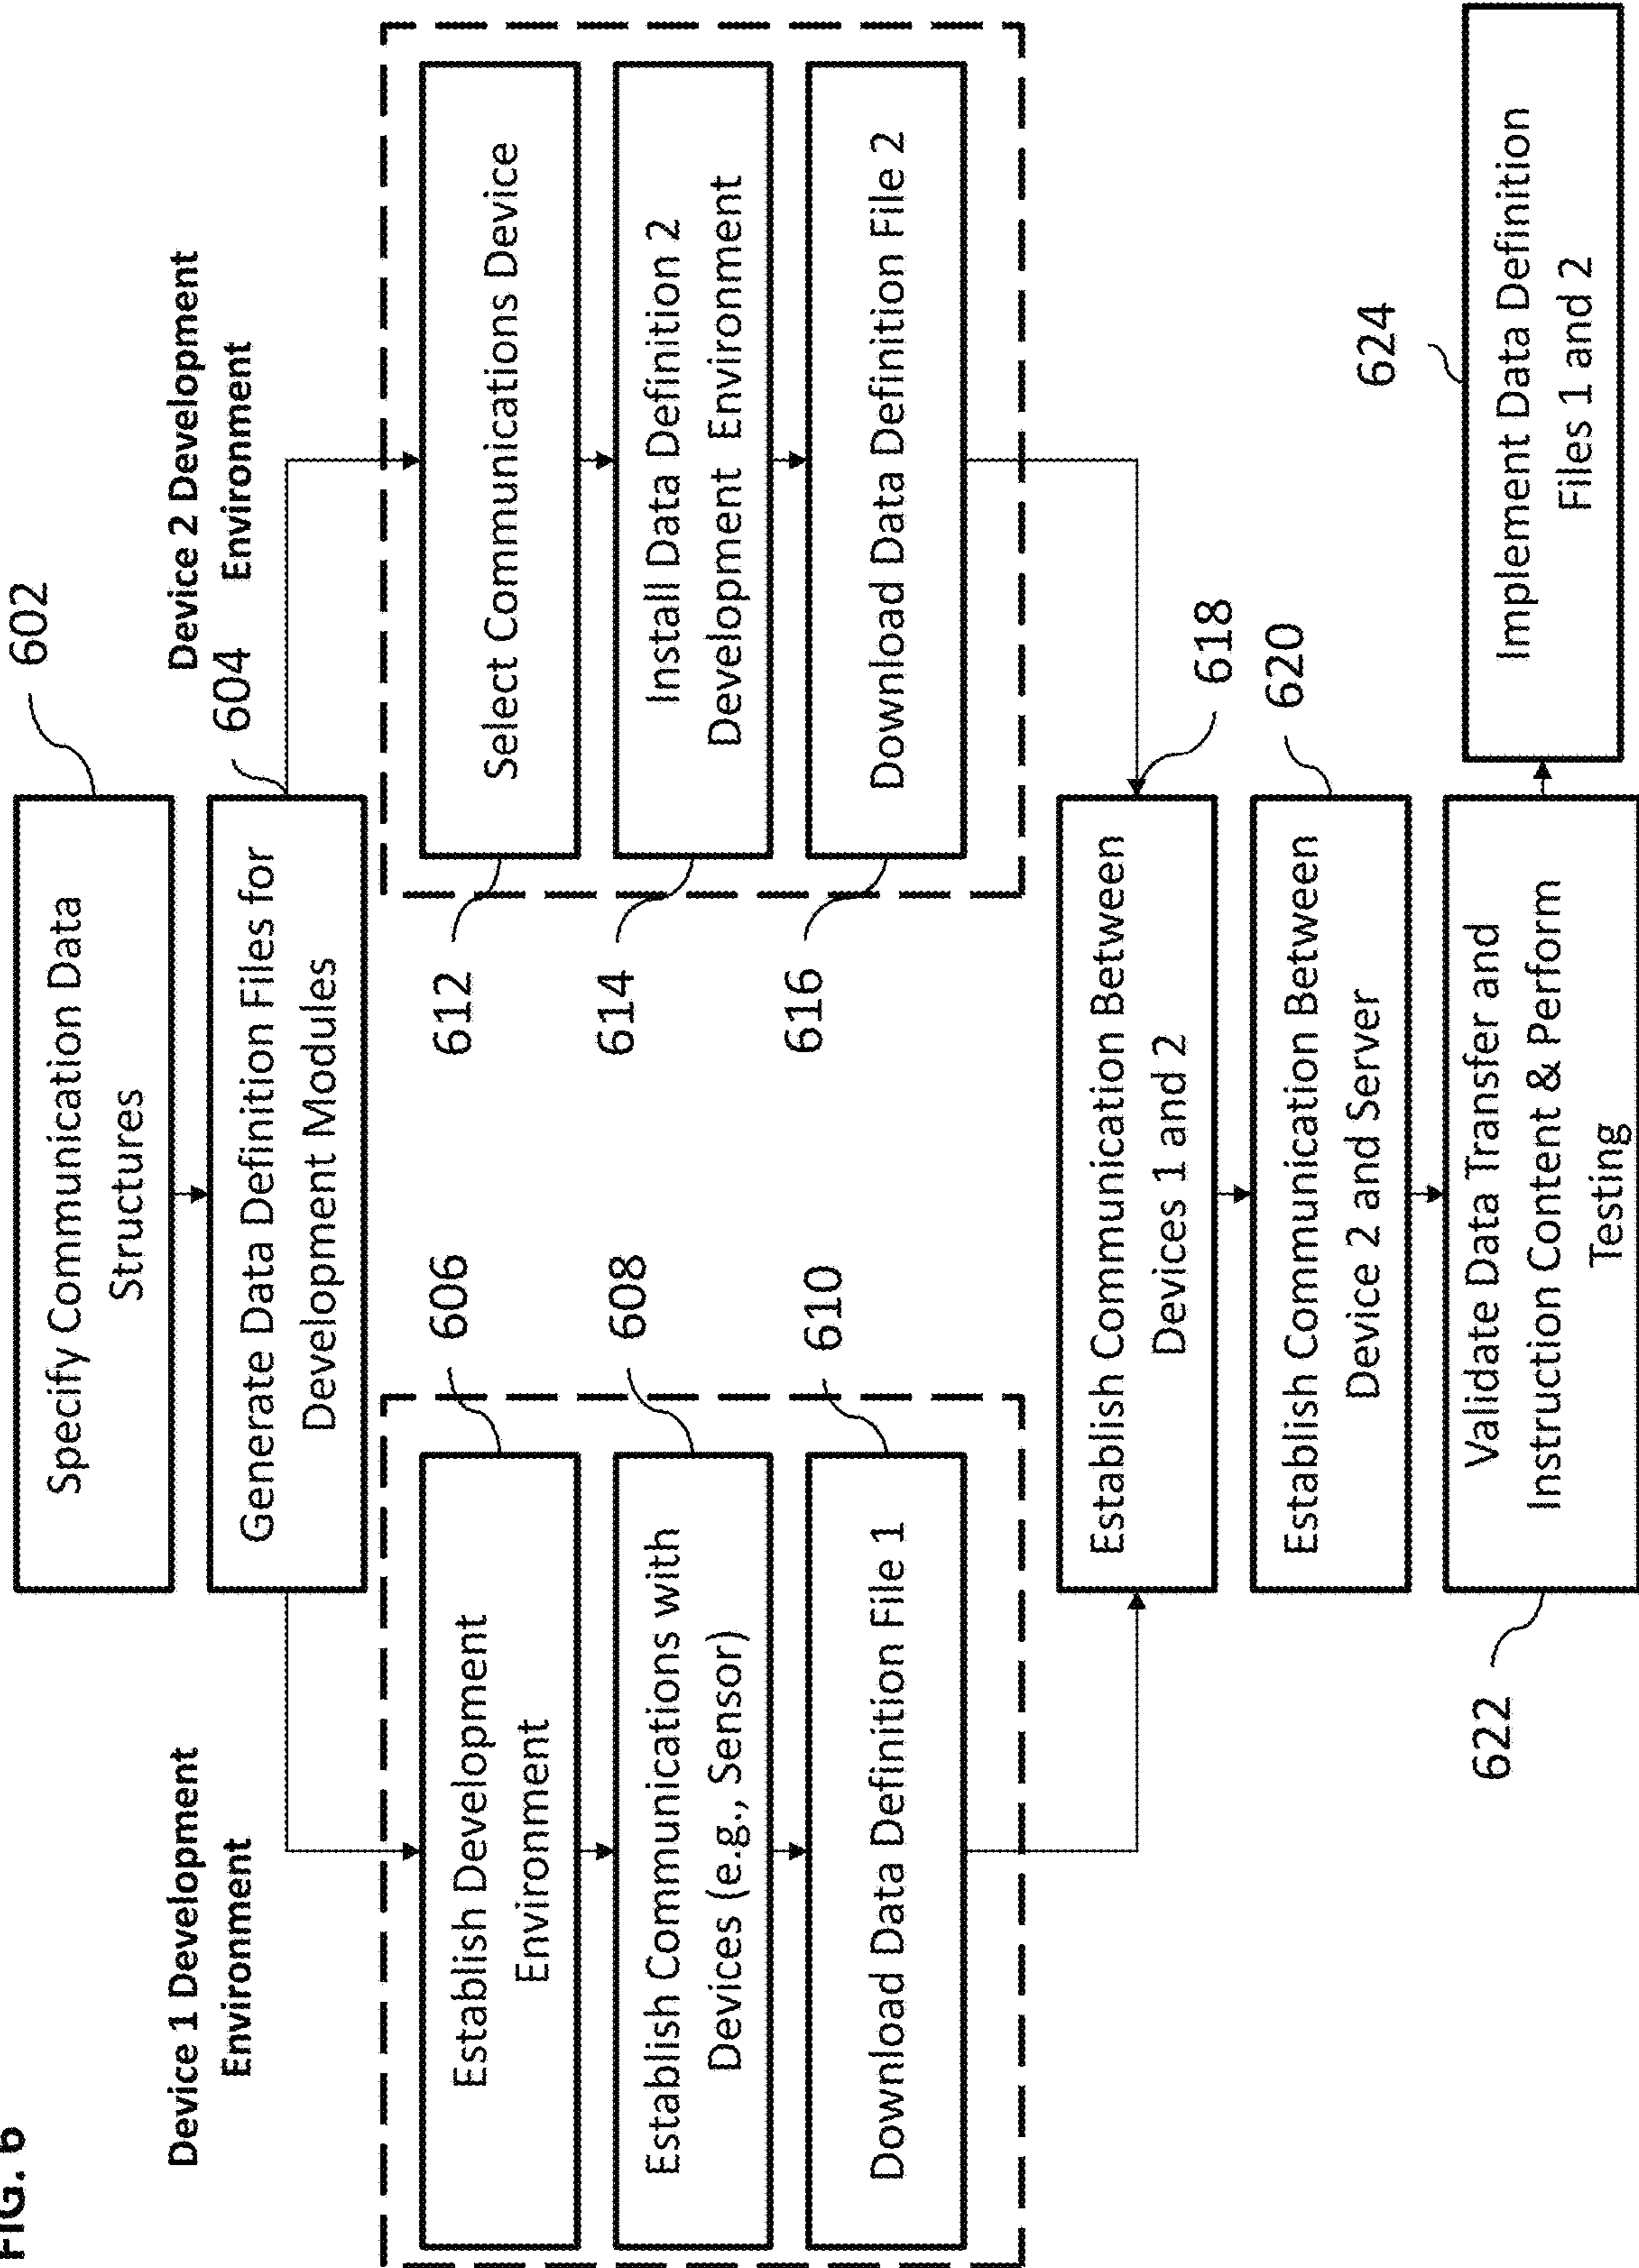 FIG. 6
602
Specify Communication Data
Structures
604
Generate Data Definition Files for
Development Modules
Device 1 Development
Environment
606
Establish Development
Environment
608
Establish Communications with
Devices (e.g., Sensor)
610
Download Data Definition File 1
Device 2 Development
Environment
612
Select Communications Device
614
Install Data Definition 2
Development Environment
616
Download Data Definition File 2
618
Establish Communication Between
Devices 1 and 2
620
Establish Communication Between
Device 2 and Server
622
Validate Data Transfer and
Instruction Content & Perform
Testing
624
Implement Data Definition
Files 1 and 2